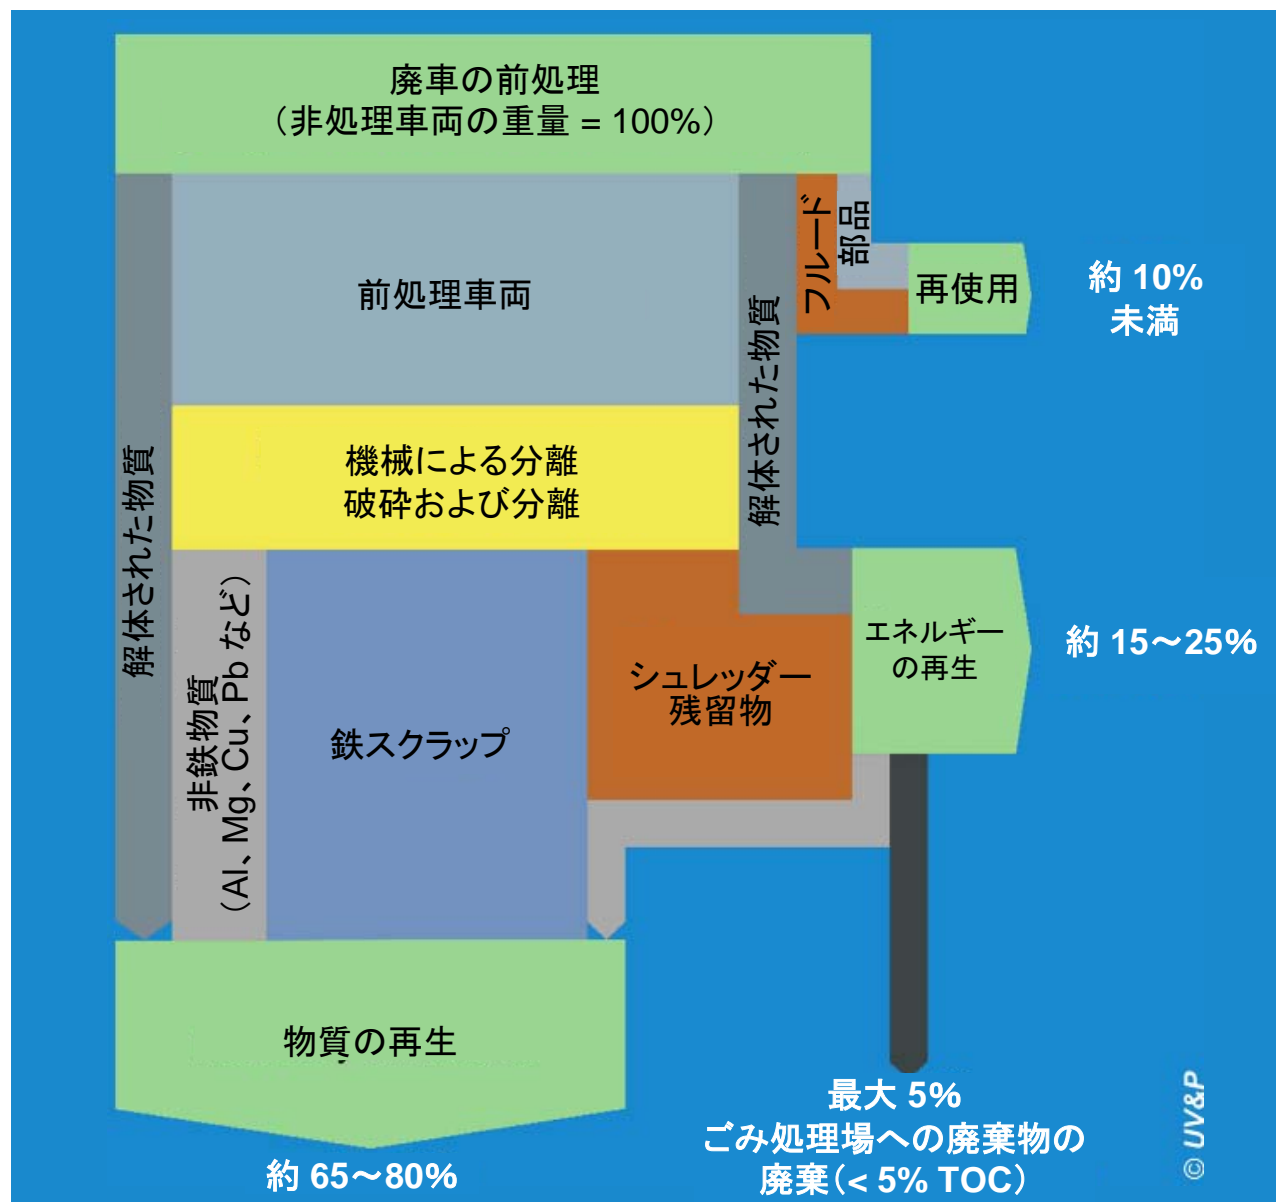 廃車の前処理
（非処理車両の重量 = 100%）
解体された物質
前処理車両
解体された物質
フルード
部品
再使用
約 10%
未満
機械による分離
破砕および分離
非鉄物質
（Al、Mg、Cu、Pb など）
鉄スクラップ
シュレッダー
残留物
エネルギー
の再生
約 15～25%
物質の再生
約 65～80%
最大 5%
ごみ処理場への廃棄物の
廃棄（< 5% TOC）
© UV&P